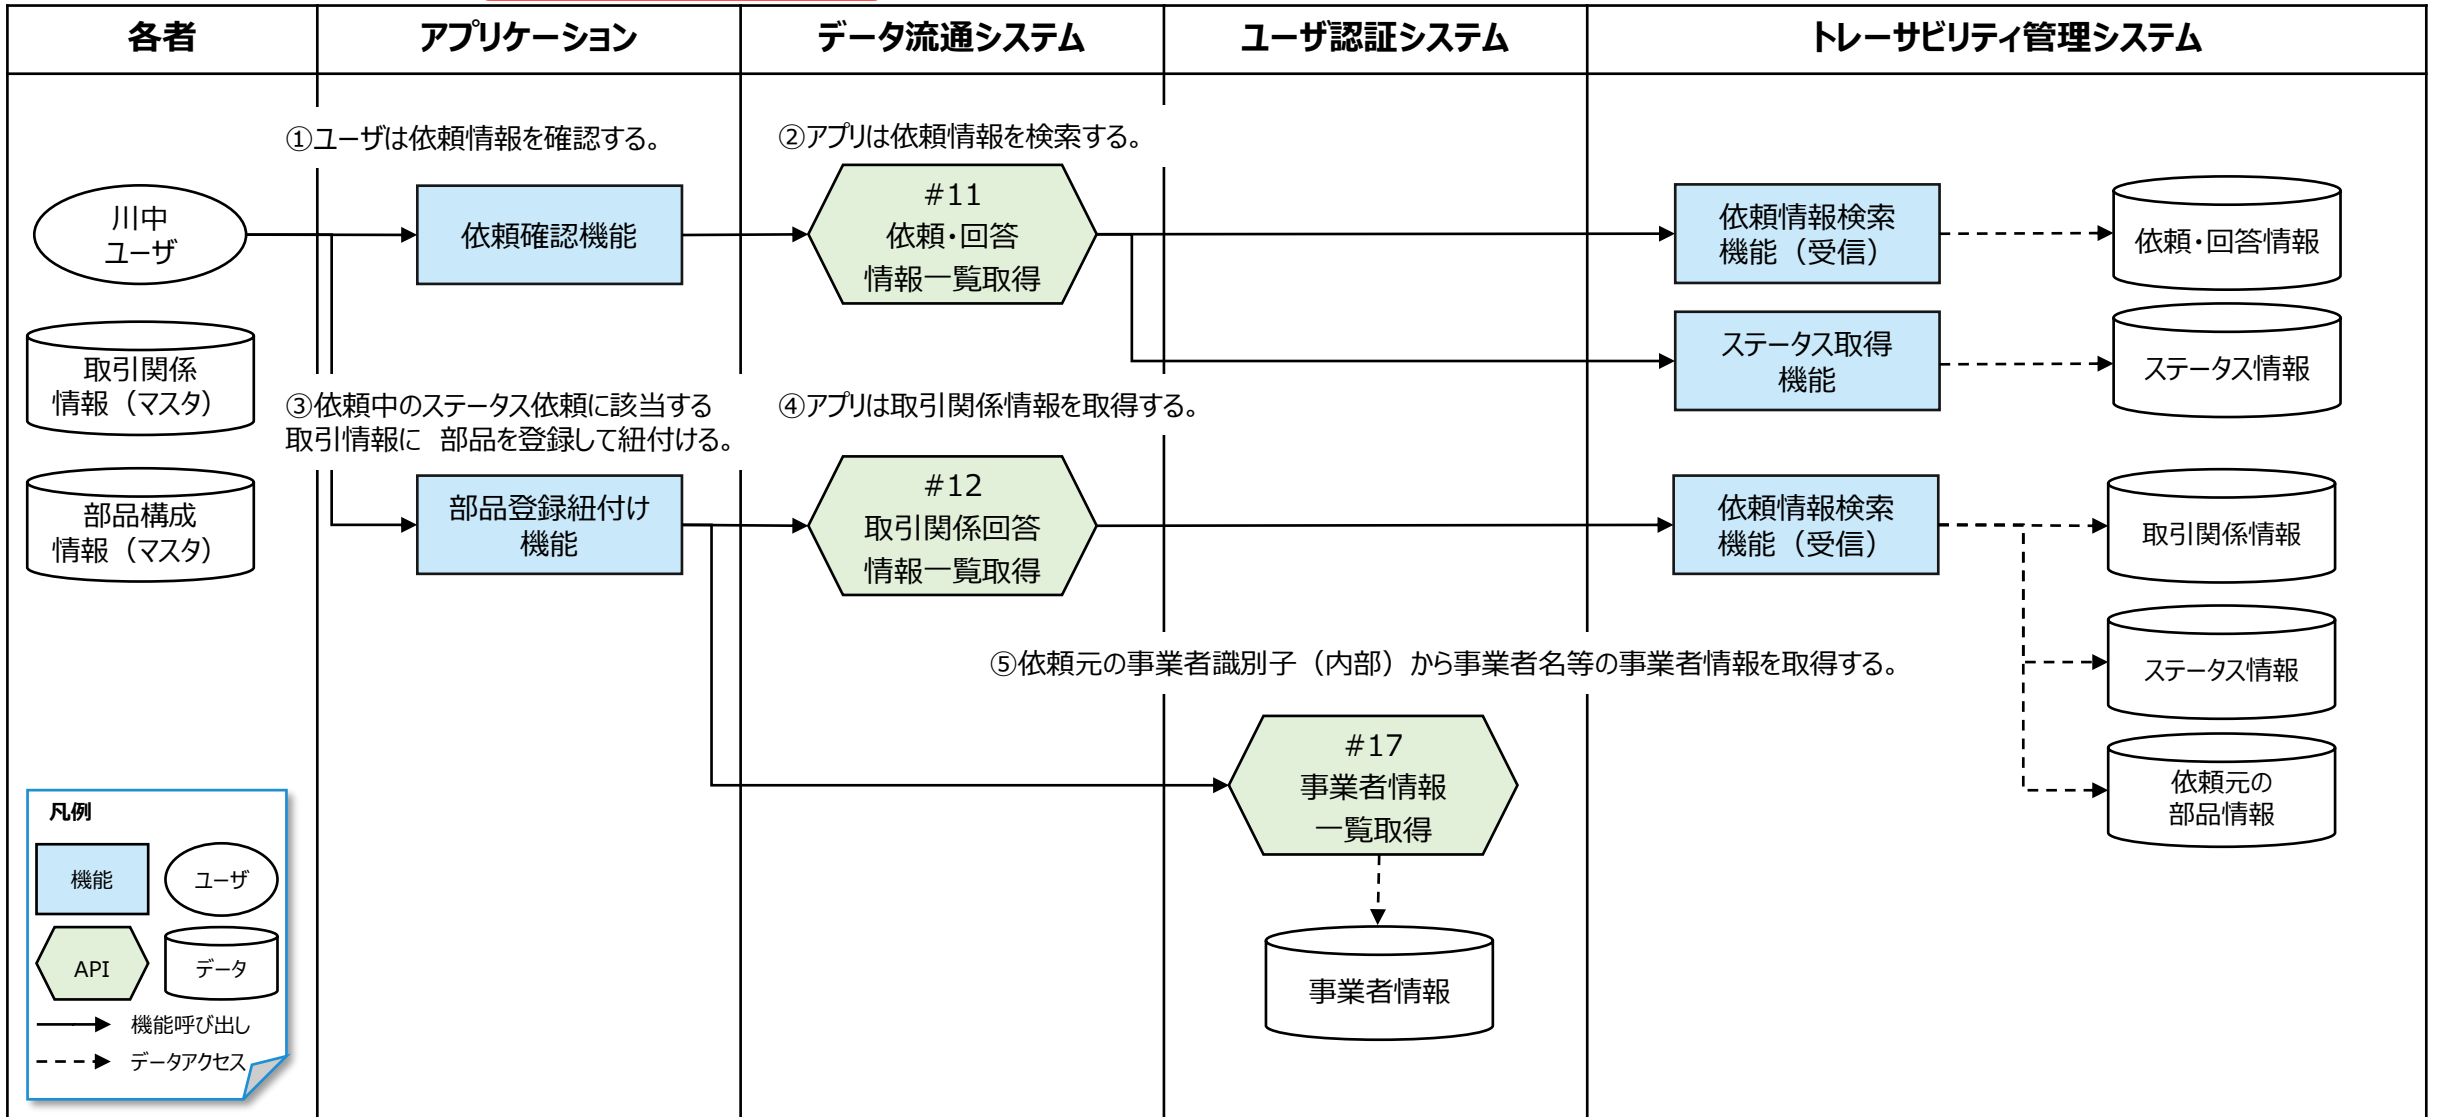 各者
アプリケーション
データ流通システム
ユーザ認証システム
トレーサビリティ管理システム
①ユーザは依頼情報を確認する。
②アプリは依頼情報を検索する。
川中
ユーザ
依頼確認機能
#11
依頼・回答
情報一覧取得
依頼情報検索
機能（受信）
依頼・回答情報
ステータス取得
機能
ステータス情報
取引関係
情報（マスタ）
③依頼中のステータス依頼に該当する
取引情報に　部品を登録して紐付ける。
④アプリは取引関係情報を取得する。
部品構成
情報（マスタ）
部品登録紐付け
機能
#12
取引関係回答
情報一覧取得
依頼情報検索
機能（受信）
取引関係情報
⑤依頼元の事業者識別子（内部）から事業者名等の事業者情報を取得する。
ステータス情報
#17
事業者情報
一覧取得
依頼元の
部品情報
事業者情報
凡例
機能
ユーザ
API
データ
機能呼び出し
データアクセス